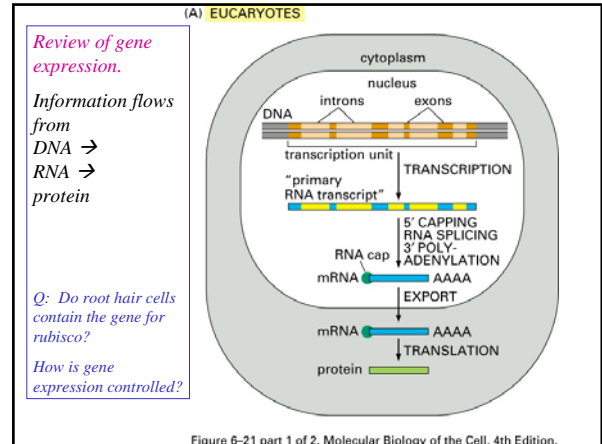 (A) EUCARYOTES
Review of gene
expression.
Information flows
from
DNA →
RNA →
protein
Q: Do root hair cells
contain the gene for
rubisco?
How is gene
expression controlled?
cytoplasm
nucleus
introns exons
DNA
transcription unit
TRANSCRIPTION
"primary
RNA transcript"
5′ CAPPING
RNA SPLICING
3′ POLY-
ADENYLATION
RNA cap
mRNA AAAA
EXPORT
mRNA AAAA
TRANSLATION
protein
Figure 6–21 part 1 of 2. Molecular Biology of the Cell, 4th Edition.